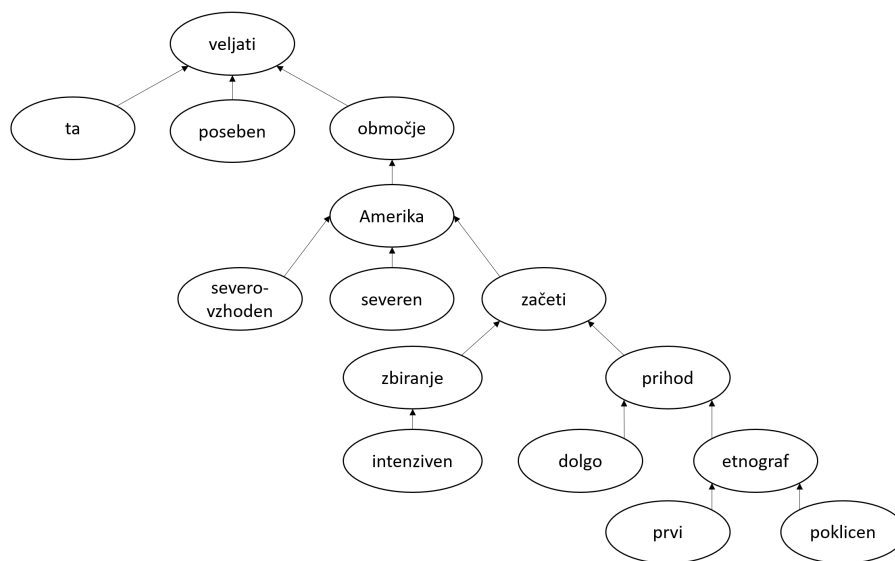 veljati
ta
poseben
območje
Amerika
severo-
vzhoden
severen
začeti
zbiranje
prihod
intenziven
dolgo
etnograf
prvi
poklicen